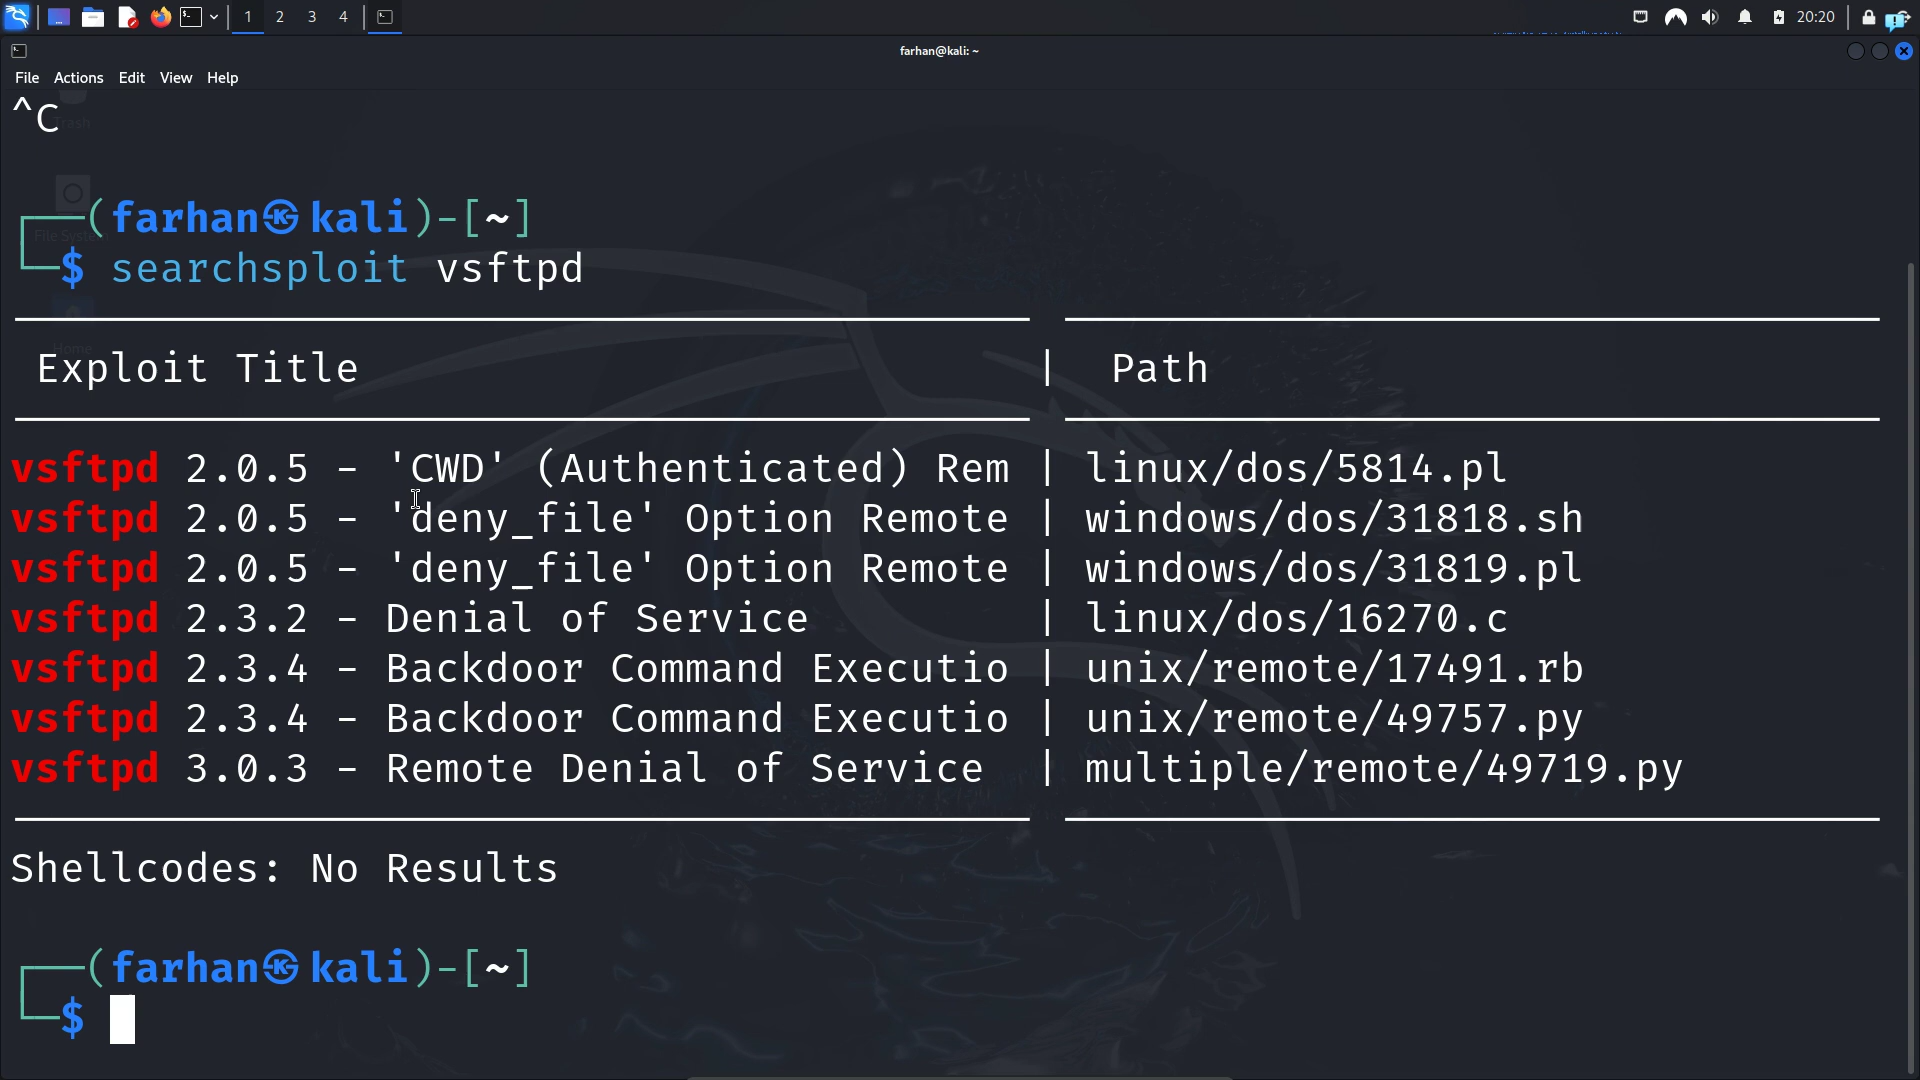 1 2 3 4 20:20
farhan@kali: ~
File Actions Edit View Help
^C
Trash
(farhan㉿kali)-[~]
File System
$ searchsploit vsftpd
Home
Exploit Title | Path
vsftpd 2.0.5 - 'CWD' (Authenticated) Rem | linux/dos/5814.pl
vsftpd 2.0.5 - 'deny_file' Option Remote | windows/dos/31818.sh
vsftpd 2.0.5 - 'deny_file' Option Remote | windows/dos/31819.pl
vsftpd 2.3.2 - Denial of Service | linux/dos/16270.c
vsftpd 2.3.4 - Backdoor Command Executio | unix/remote/17491.rb
vsftpd 2.3.4 - Backdoor Command Executio | unix/remote/49757.py
vsftpd 3.0.3 - Remote Denial of Service | multiple/remote/49719.py
Shellcodes: No Results
(farhan㉿kali)-[~]
$